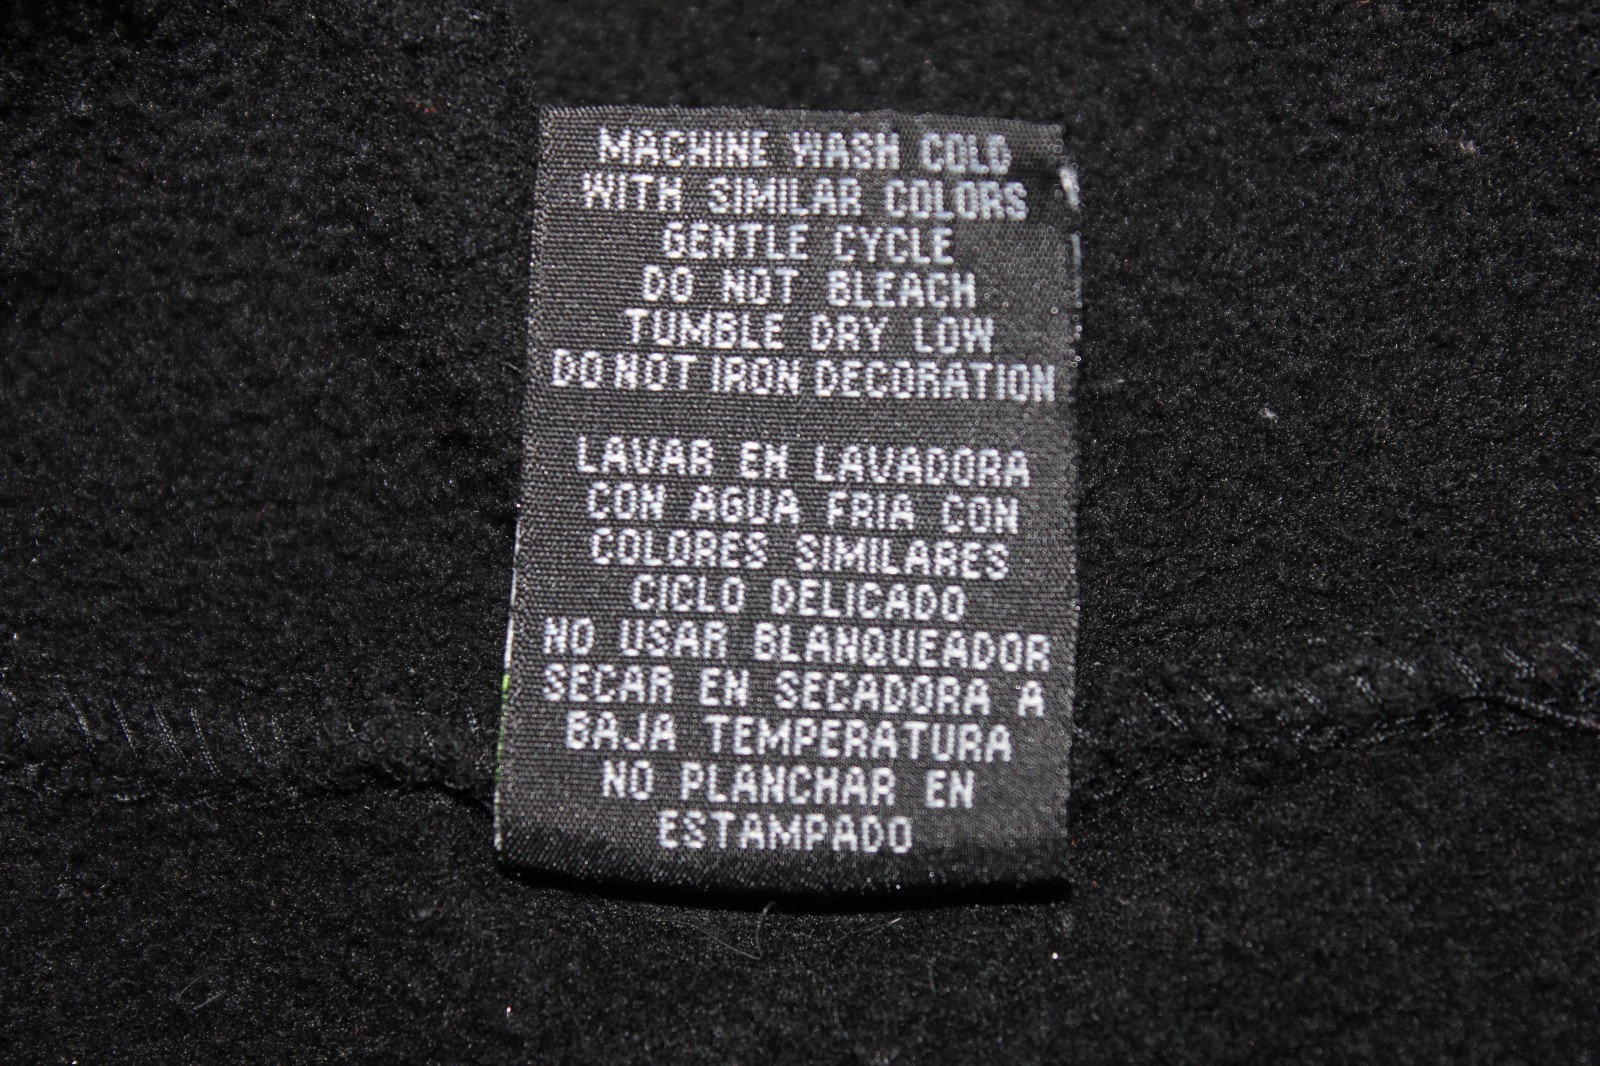 MACHINE WASH COLD
WITH SIMILAR COLORS
GENTLE CYCLE
DO NOT BLEACH
TUMBLE DRY LOW
DO NOT IRON DECORATION
LAVAR EN LAVADORA
CON AGUA FRIA CON
COLORES SIMILARES
CICLO DELICADO
NO USAR BLANQUEADOR
SECAR EN SECADORA A
BAJA TEMPERATURA
NO PLANCHAR EN
ESTAMPADO